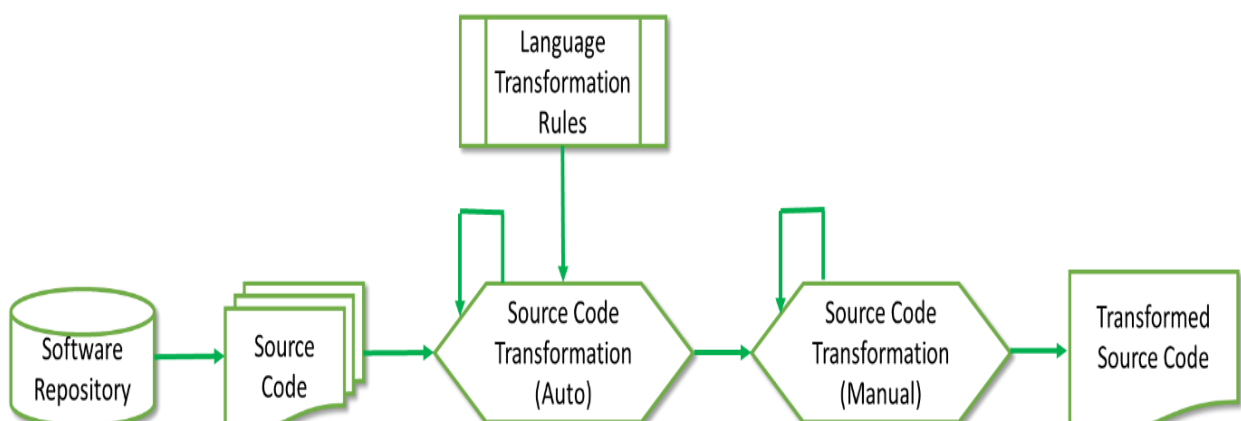 Language
Transformation
Rules
Software
Repository
Source
Code
Source Code
Transformation
(Auto)
Source Code
Transformation
(Manual)
Transformed
Source Code